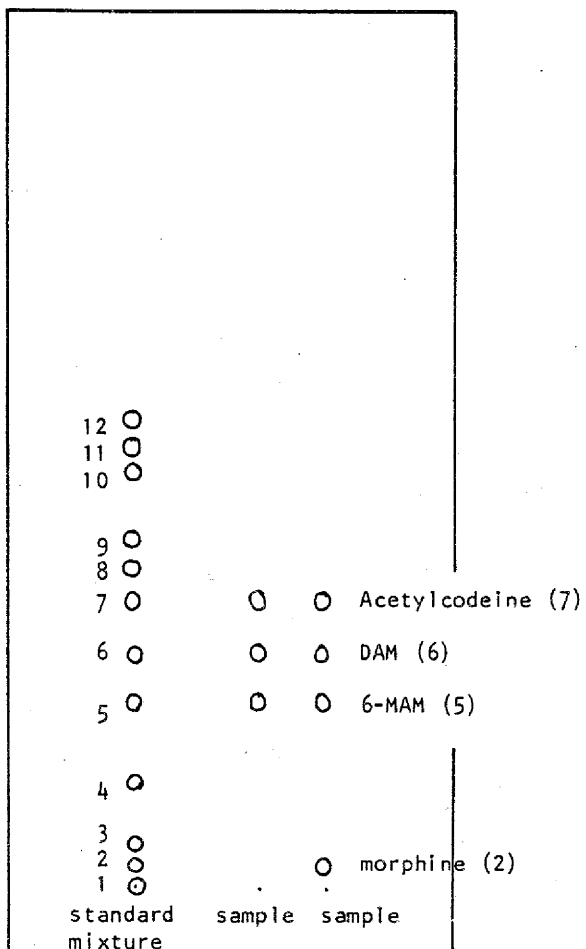 12
11
10
9
8
7 Acetylcodeine (7)
6 DAM (6)
5 6-MAM (5)
4
3
2 morphine (2)
1
standard sample sample
mixture